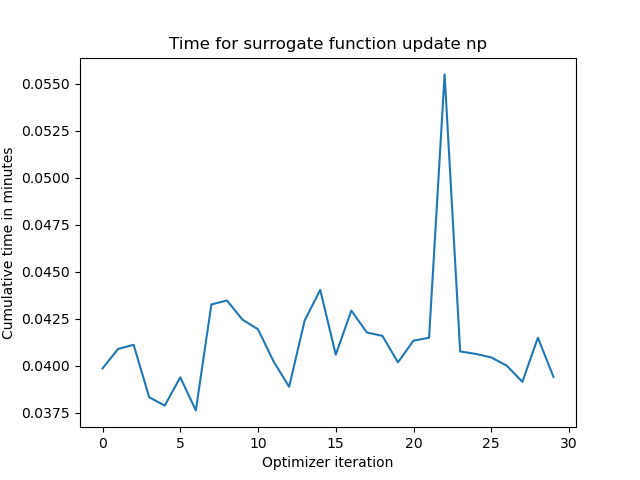 Time for surrogate function update np
Cumulative time in minutes
0.0550
0.0525
0.0500
0.0475
0.0450
0.0425
0.0400
0.0375
0 5 10 15 20 25 30
Optimizer iteration